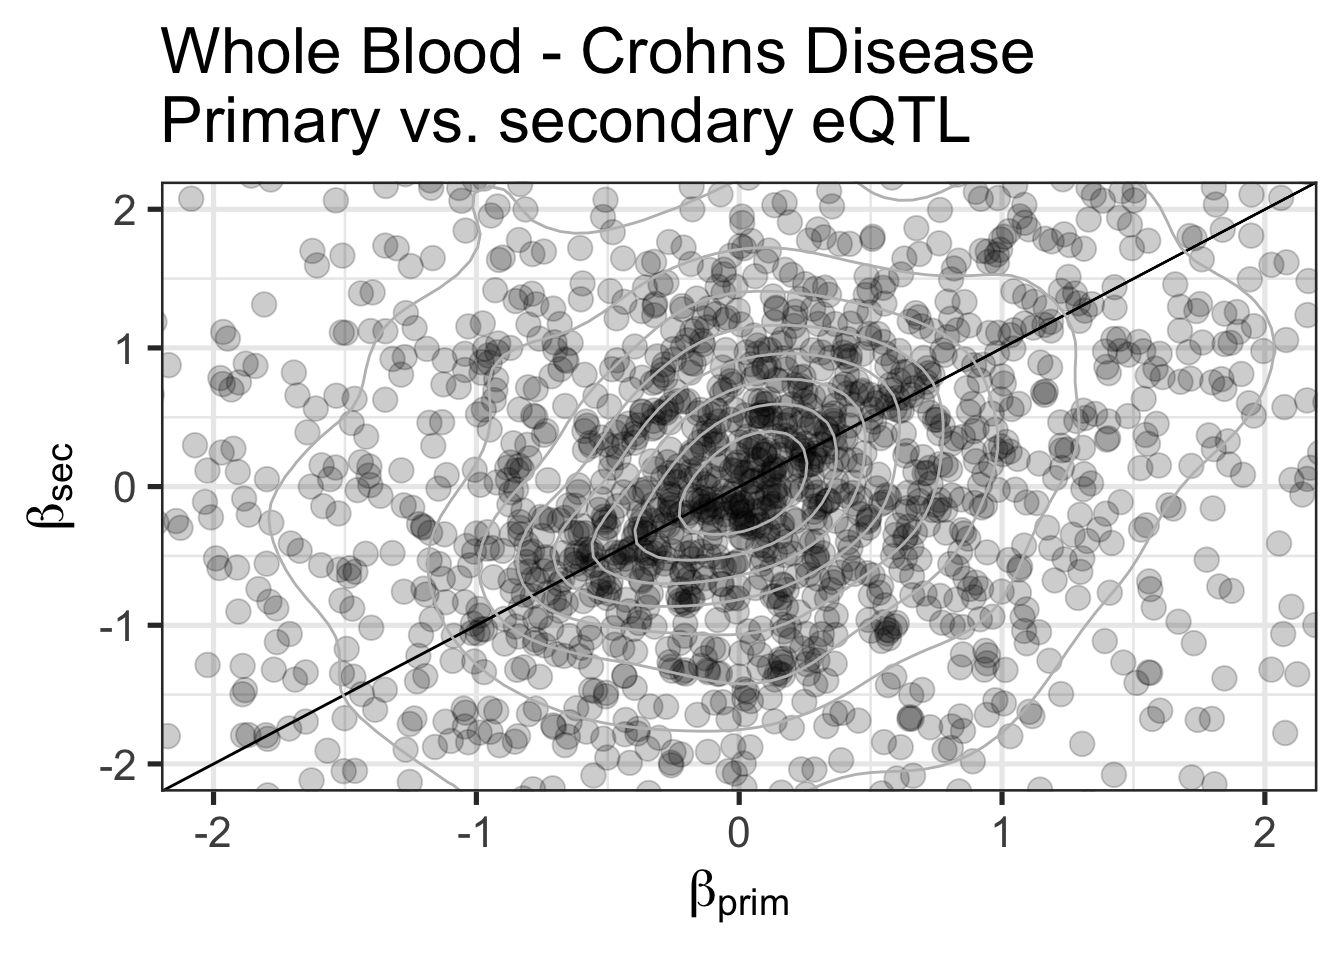 Whole Blood - Crohns Disease
Primary vs. secondary eQTL
2
1
0
-1
-2
βsec
-2 -1 0 1 2
βprim